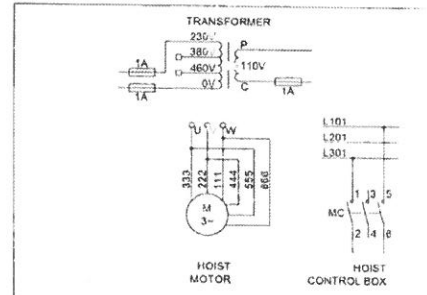 TRANSFORMER
230V
380V
460V
0V
1A
1A
P
110V
C
1A
U V W
333 222 111 444 555 666
M
3~
HOIST
MOTOR
L101
L201
L301
1 3 5
MC
2 4 6
HOIST
CONTROL BOX